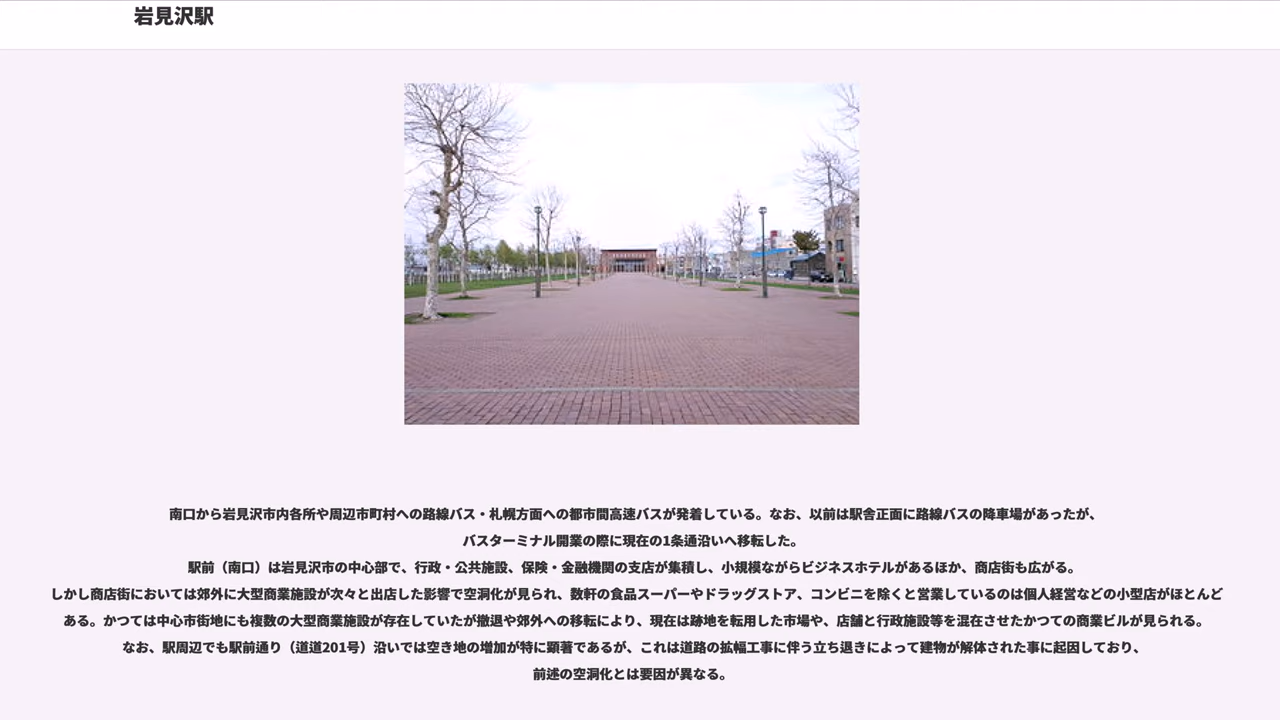 岩見沢駅
南口から岩見沢市内各所や周辺市町村への路線バス・札幌方面への都市間高速バスが発着している。なお、以前は駅舎正面に路線バスの降車場があったが、
バスターミナル開業の際に現在の1条通沿いへ移転した。
駅前（南口）は岩見沢市の中心部で、行政・公共施設、保険・金融機関の支店が集積し、小規模ながらビジネスホテルがあるほか、商店街も広がる。
しかし商店街においては郊外に大型商業施設が次々と出店した影響で空洞化が見られ、数軒の食品スーパーやドラッグストア、コンビニを除くと営業しているのは個人経営などの小型店がほとんど
ある。かつては中心市街地にも複数の大型商業施設が存在していたが撤退や郊外への移転により、現在は跡地を転用した市場や、店舗と行政施設等を混在させたかつての商業ビルが見られる。
なお、駅周辺でも駅前通り（道道201号）沿いでは空き地の増加が特に顕著であるが、これは道路の拡幅工事に伴う立ち退きによって建物が解体された事に起因しており、
前述の空洞化とは要因が異なる。